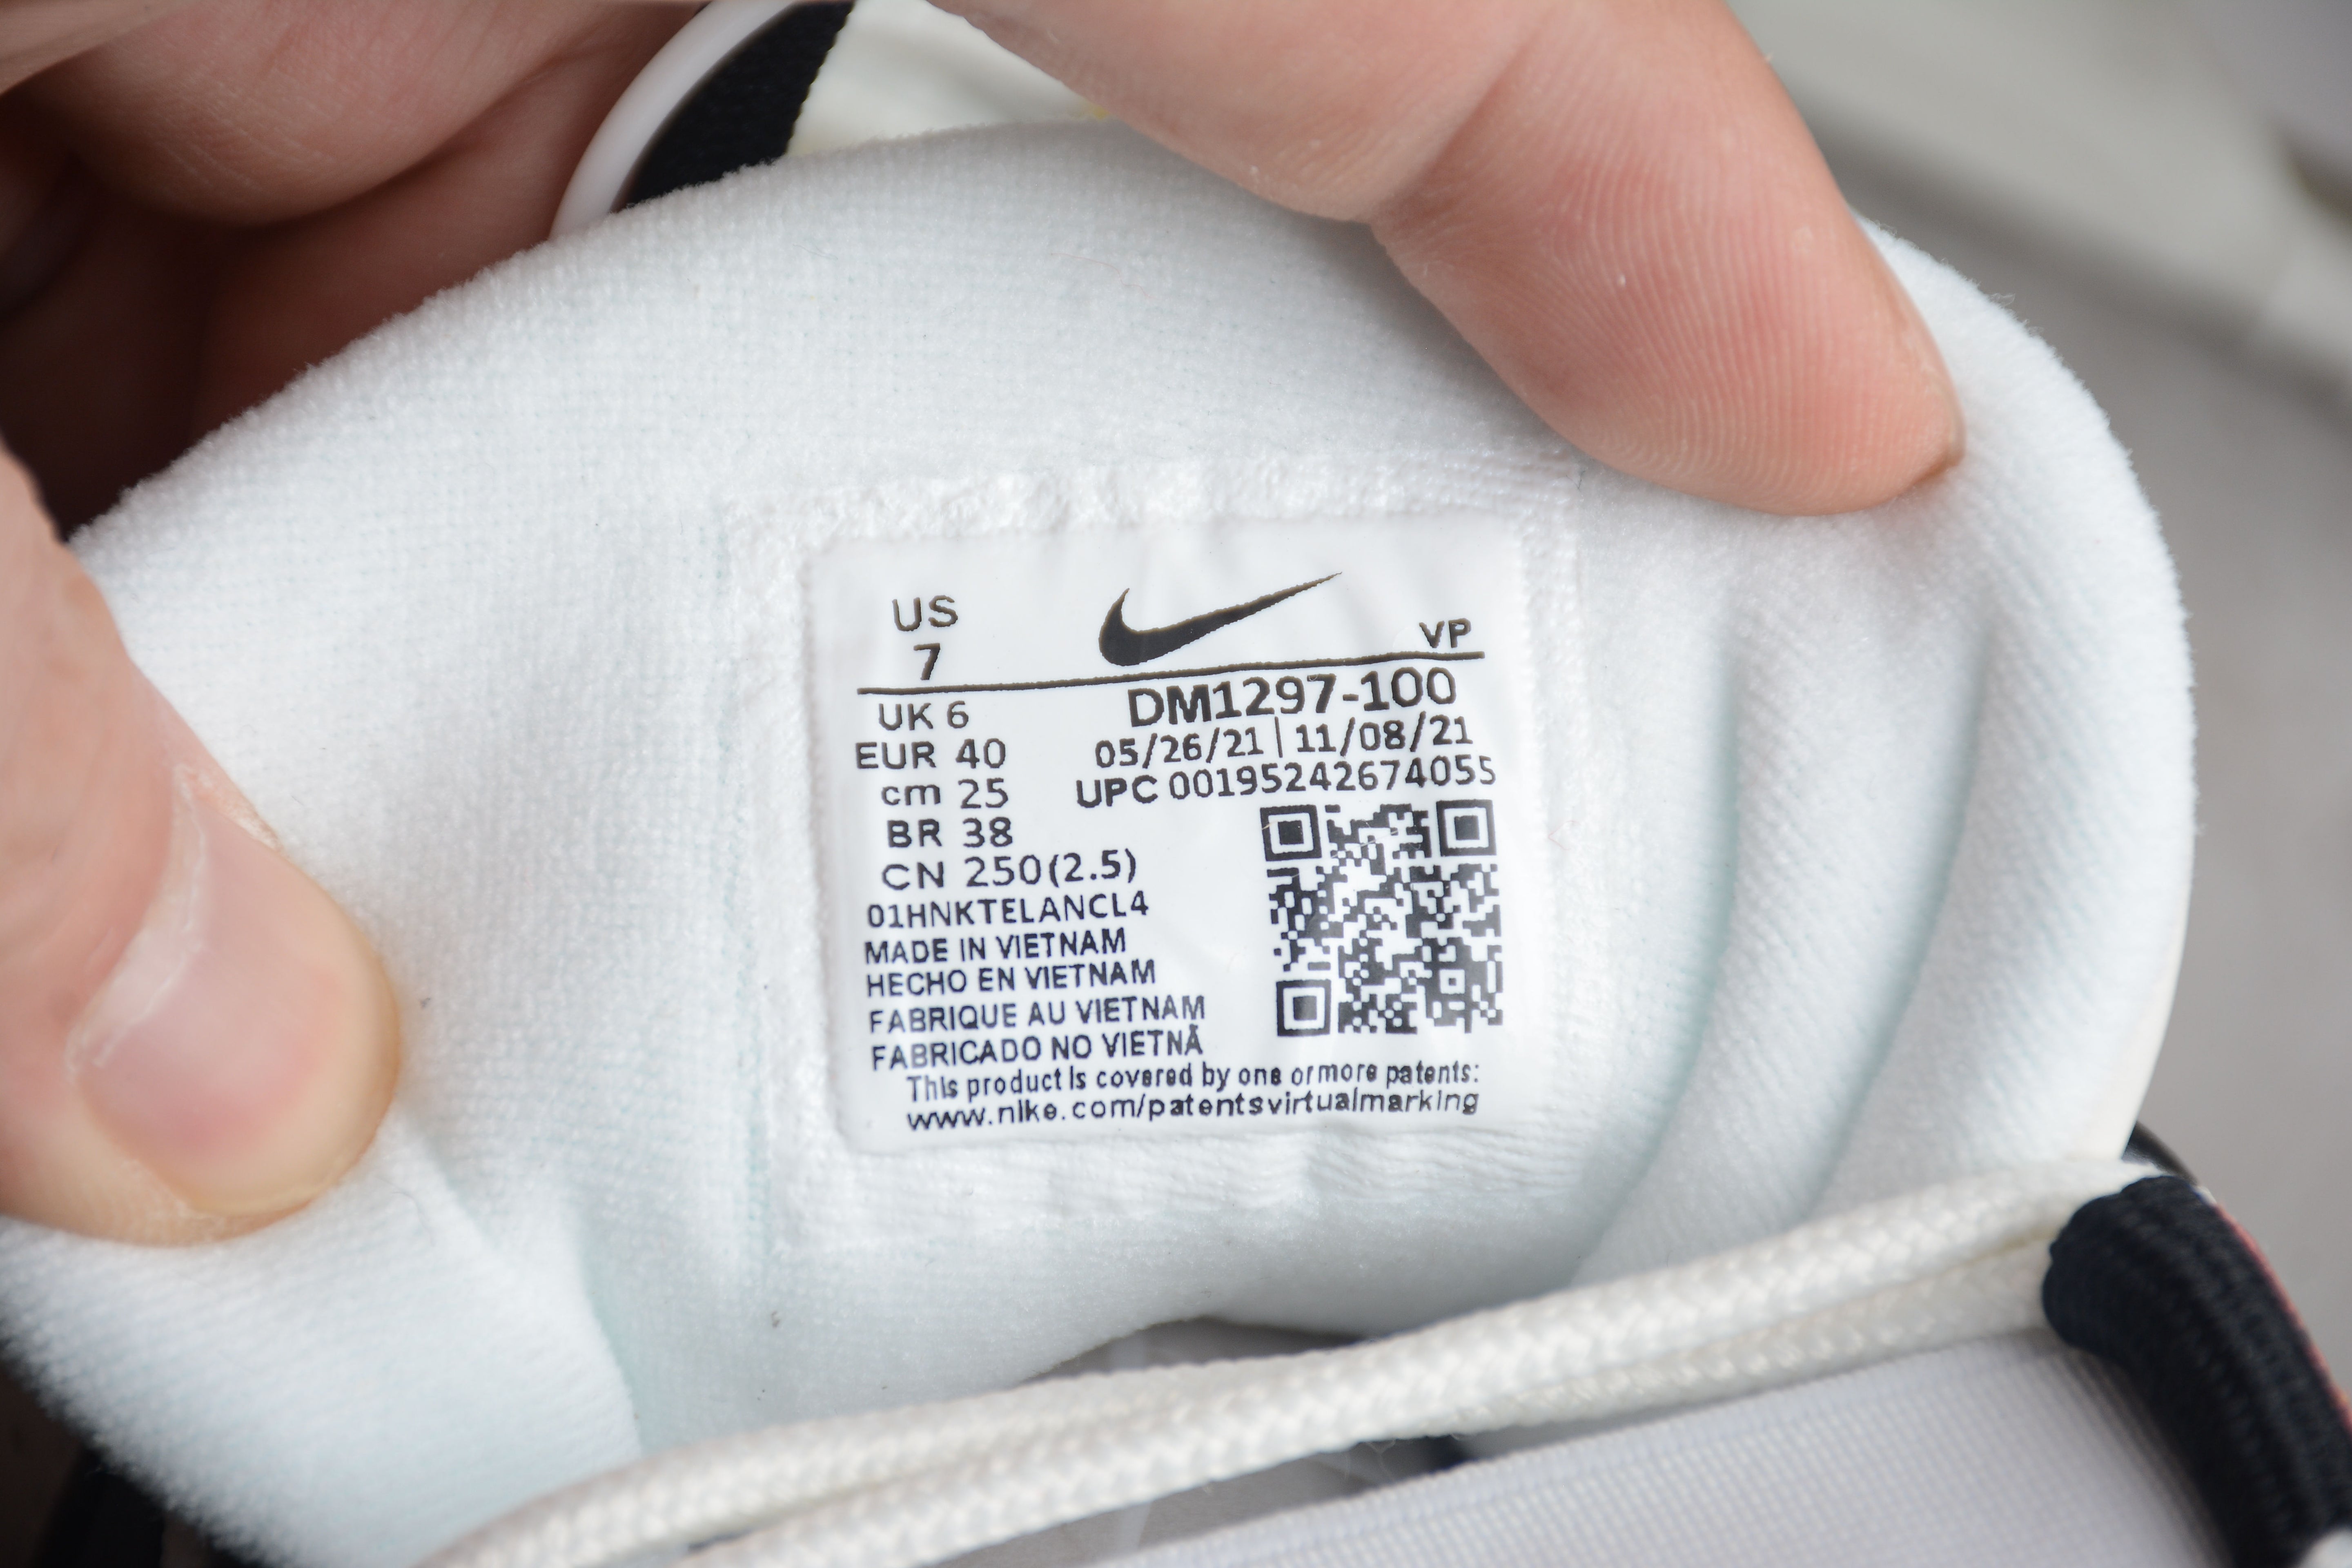 US
7
VP
UK 6
DM1297-100
EUR 40
05/26/21 | 11/08/21
cm 25
UPC 00195242674055
BR 38
CN 250(2.5)
01HNKTELANCL4
MADE IN VIETNAM
HECHO EN VIETNAM
FABRIQUE AU VIETNAM
FABRICADO NO VIETNÃ
This product is covered by one or more patents:
www.nike.com/patentsvirtualmarking